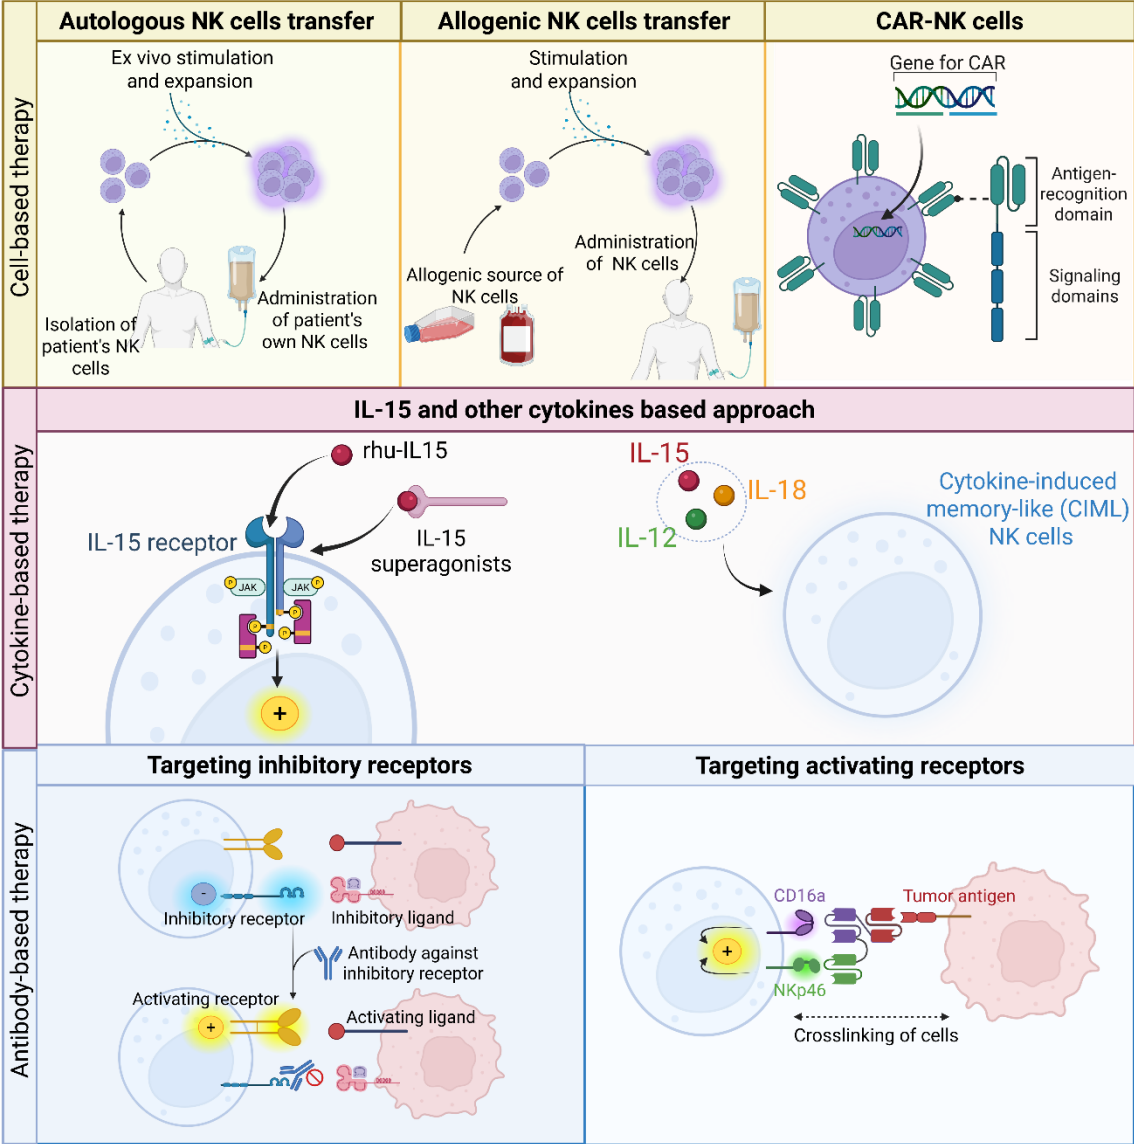 Autologous NK cells transfer
Allogenic NK cells transfer
CAR-NK cells
Cell-based therapy
Ex vivo stimulation
and expansion
Isolation of
patient's NK
cells
Administration
of patient's
own NK cells
Stimulation
and expansion
Allogenic source of
NK cells
Administration
of NK cells
Gene for CAR
Antigen-
recognition
domain
Signaling
domains
IL-15 and other cytokines based approach
Cytokine-based therapy
rhu-IL15
IL-15 receptor
IL-15
superagonists
P
JAK
JAK
P
P
P
P
P
+
IL-15
IL-18
IL-12
Cytokine-induced
memory-like (CIML)
NK cells
Targeting inhibitory receptors
Targeting activating receptors
Antibody-based therapy
-
Inhibitory receptor
Inhibitory ligand
Antibody against
inhibitory receptor
Activating receptor
+
Activating ligand
CD16a
Tumor antigen
+
NKp46
Crosslinking of cells